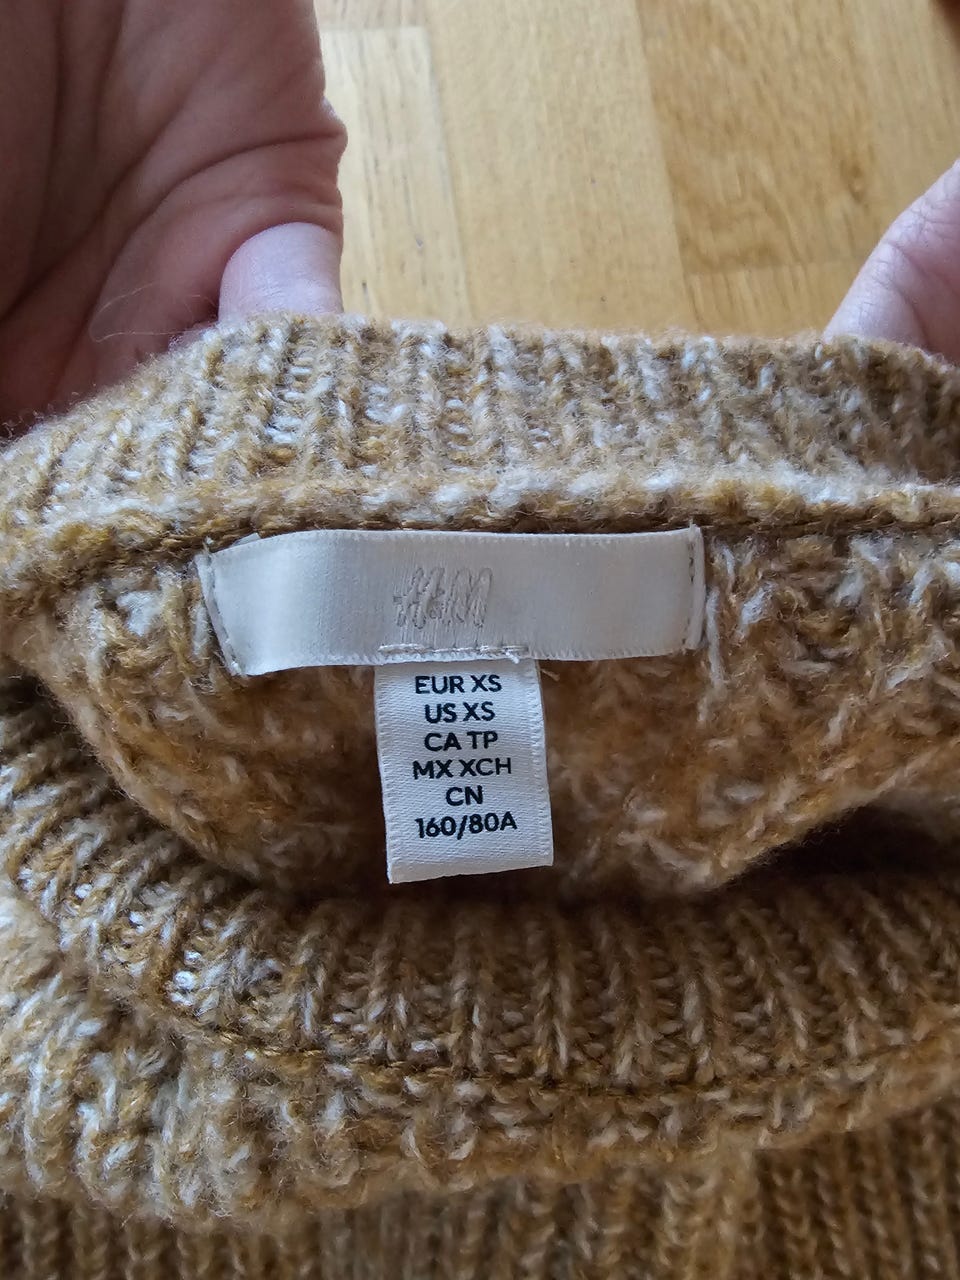 H&M
EUR XS
US XS
CA TP
MX XCH
CN
160/80A